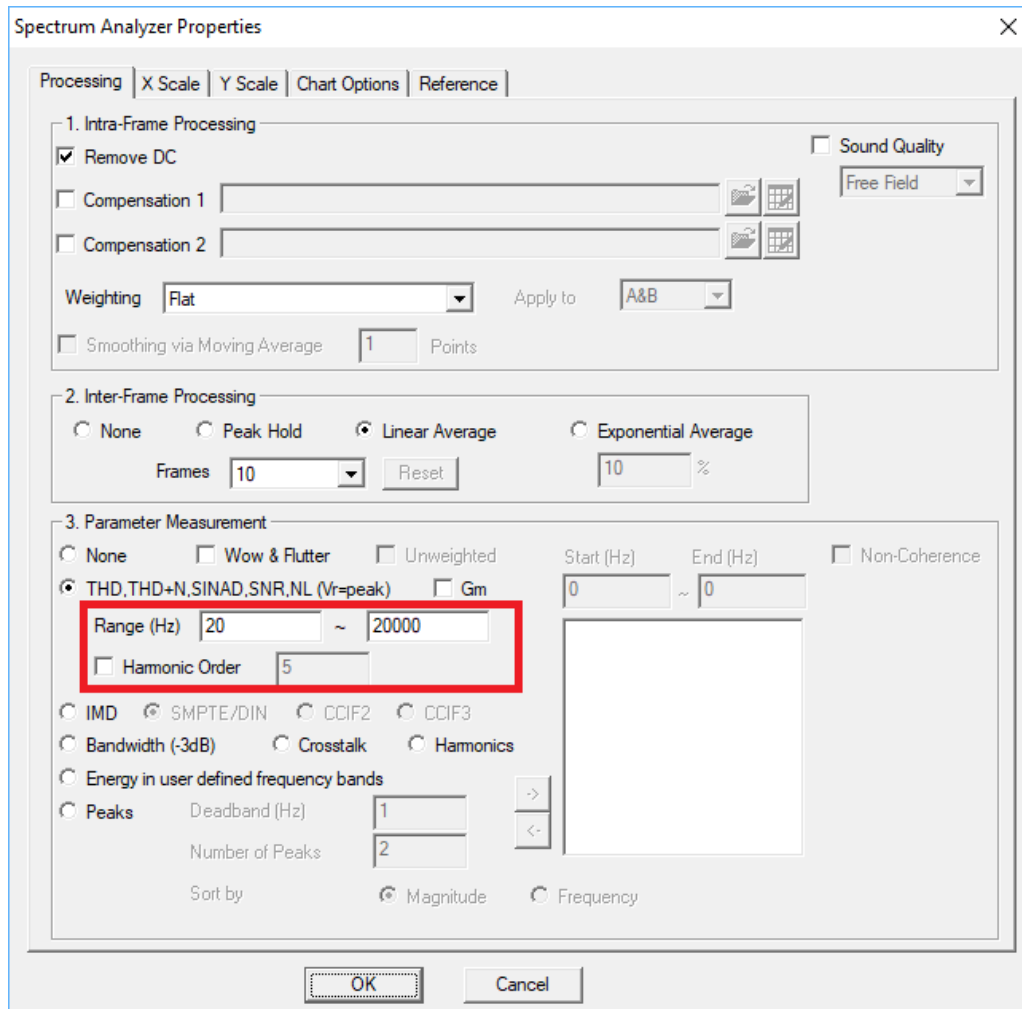 Spectrum Analyzer Properties
Processing X Scale Y Scale Chart Options Reference
1. Intra-Frame Processing
Remove DC
Sound Quality
Free Field
Compensation 1
Compensation 2
Weighting Flat Apply to A&B
Smoothing via Moving Average 1 Points
2. Inter-Frame Processing
None Peak Hold Linear Average Exponential Average
Frames 10 Reset 10 %
3. Parameter Measurement
None Wow & Flutter Unweighted Start (Hz) End (Hz) Non-Coherence
THD,THD+N,SINAD,SNR,NL (Vr=peak) Gm 0 ~ 0
Range (Hz) 20 ~ 20000
Harmonic Order 5
IMD SMPTE/DIN CCIF2 CCIF3
Bandwidth (-3dB) Crosstalk Harmonics
Energy in user defined frequency bands
->
Peaks Deadband (Hz) 1
<-
Number of Peaks 2
Sort by Magnitude Frequency
OK Cancel